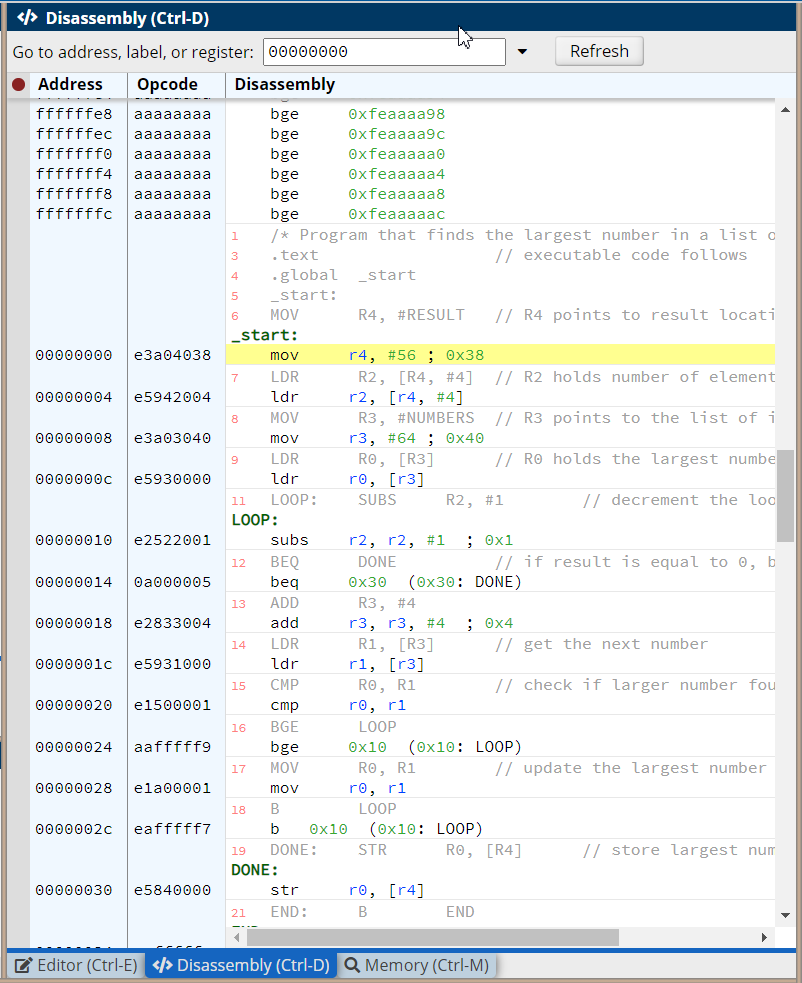 </> Disassembly (Ctrl-D)
Go to address, label, or register: 00000000 Refresh
Address Opcode Disassembly
ffffffe8 aaaaaaaa bge 0xfeaaaa98
ffffffec aaaaaaaa bge 0xfeaaaa9c
fffffff0 aaaaaaaa bge 0xfeaaaaa0
fffffff4 aaaaaaaa bge 0xfeaaaaa4
fffffff8 aaaaaaaa bge 0xfeaaaaa8
fffffffc aaaaaaaa bge 0xfeaaaaac
1 /* Program that finds the largest number in a list o
3 .text // executable code follows
4 .global _start
5 _start:
6 MOV R4, #RESULT // R4 points to result locati
_start:
00000000 e3a04038 mov r4, #56 ; 0x38
7 LDR R2, [R4, #4] // R2 holds number of element
00000004 e5942004 ldr r2, [r4, #4]
8 MOV R3, #NUMBERS // R3 points to the list of i
00000008 e3a03040 mov r3, #64 ; 0x40
9 LDR R0, [R3] // R0 holds the largest numbe
0000000c e5930000 ldr r0, [r3]
11 LOOP: SUBS R2, #1 // decrement the loo
LOOP:
00000010 e2522001 subs r2, r2, #1 ; 0x1
12 BEQ DONE // if result is equal to 0, b
00000014 0a000005 beq 0x30 (0x30: DONE)
13 ADD R3, #4
00000018 e2833004 add r3, r3, #4 ; 0x4
14 LDR R1, [R3] // get the next number
0000001c e5931000 ldr r1, [r3]
15 CMP R0, R1 // check if larger number fou
00000020 e1500001 cmp r0, r1
16 BGE LOOP
00000024 aafffff9 bge 0x10 (0x10: LOOP)
17 MOV R0, R1 // update the largest number
00000028 e1a00001 mov r0, r1
18 B LOOP
0000002c eafffff7 b 0x10 (0x10: LOOP)
19 DONE: STR R0, [R4] // store largest num
DONE:
00000030 e5840000 str r0, [r4]
21 END: B END
Editor (Ctrl-E) </> Disassembly (Ctrl-D) Memory (Ctrl-M)